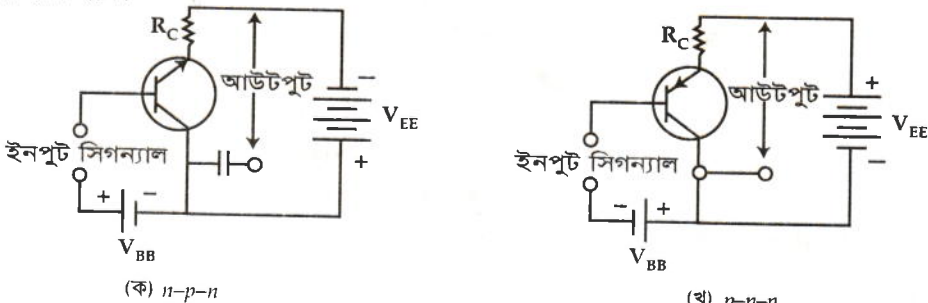 R_C
আউটপুট
−
V_EE
+
ইনপুট সিগন্যাল
+ −
V_BB
(ক) n–p–n
R_C
আউটপুট
+
V_EE
−
ইনপুট সিগন্যাল
− +
V_BB
(খ) p–n–n